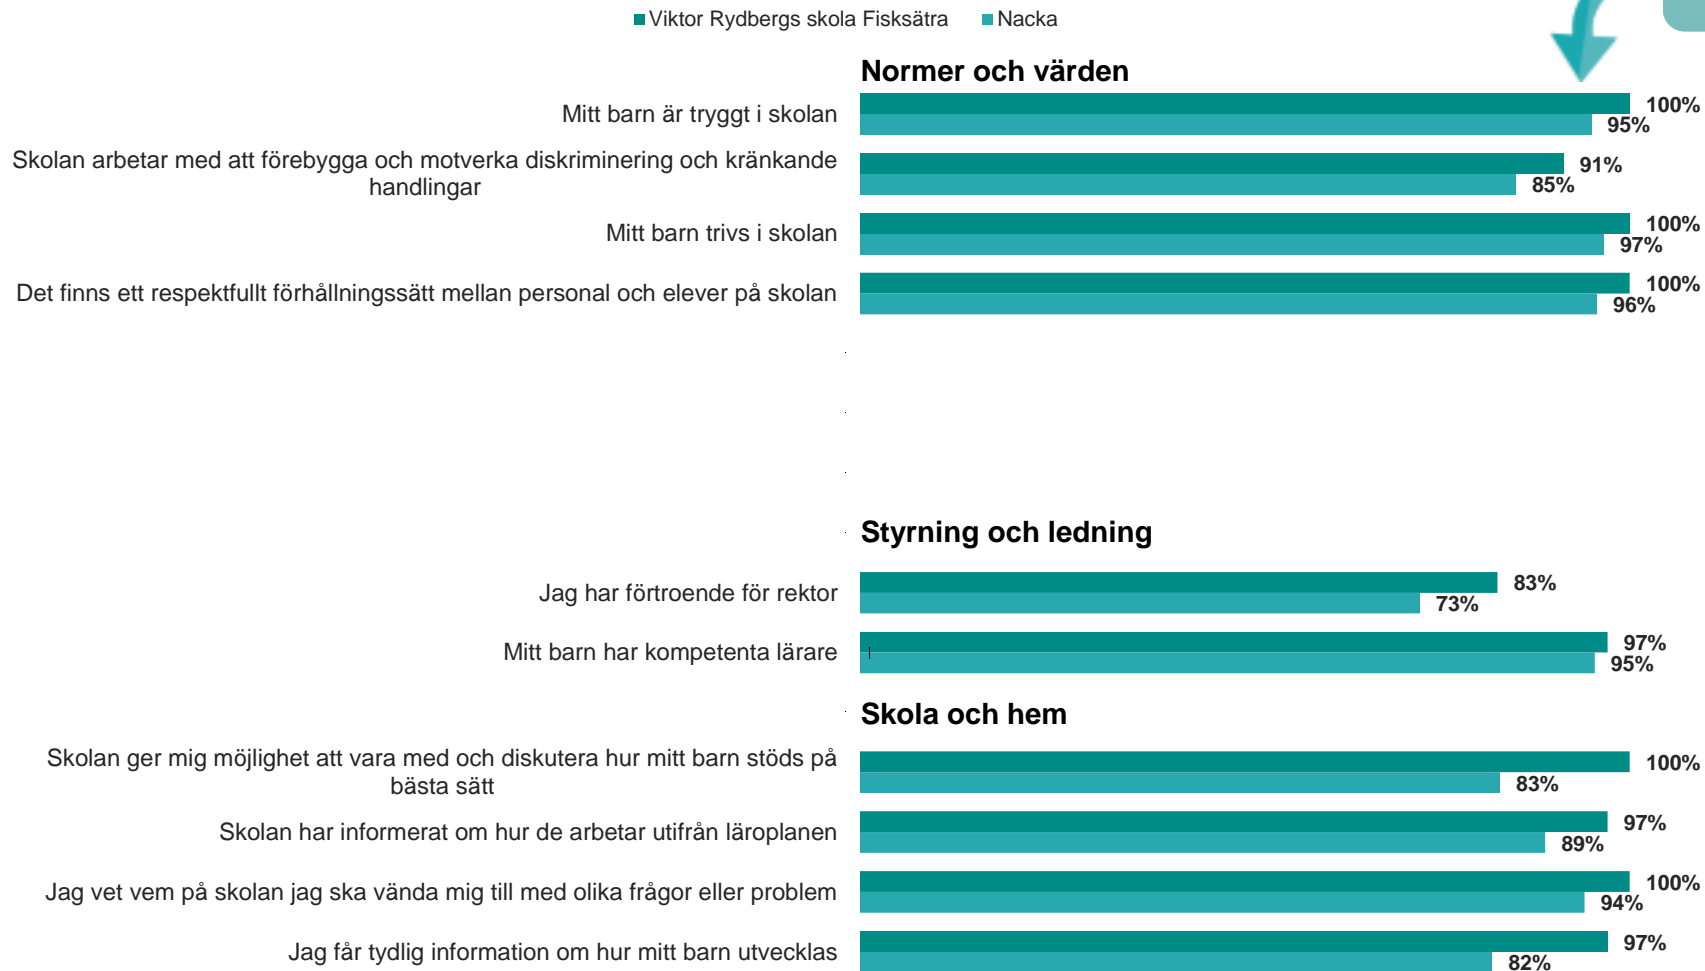 Viktor Rydbergs skola Fisksätra Nacka
Normer och värden
Mitt barn är tryggt i skolan
100%
95%
Skolan arbetar med att förebygga och motverka diskriminering och kränkande
handlingar
91%
85%
Mitt barn trivs i skolan
100%
97%
Det finns ett respektfullt förhållningssätt mellan personal och elever på skolan
100%
96%
Styrning och ledning
Jag har förtroende för rektor
83%
73%
Mitt barn har kompetenta lärare
97%
95%
Skola och hem
Skolan ger mig möjlighet att vara med och diskutera hur mitt barn stöds på
bästa sätt
100%
83%
Skolan har informerat om hur de arbetar utifrån läroplanen
97%
89%
Jag vet vem på skolan jag ska vända mig till med olika frågor eller problem
100%
94%
Jag får tydlig information om hur mitt barn utvecklas
97%
82%